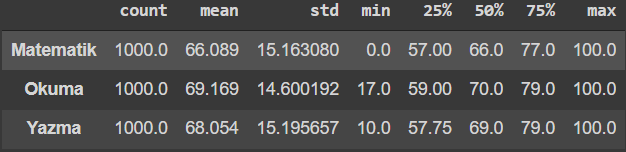 count mean std min 25% 50% 75% max
Matematik 1000.0 66.089 15.163080 0.0 57.00 66.0 77.0 100.0
Okuma 1000.0 69.169 14.600192 17.0 59.00 70.0 79.0 100.0
Yazma 1000.0 68.054 15.195657 10.0 57.75 69.0 79.0 100.0